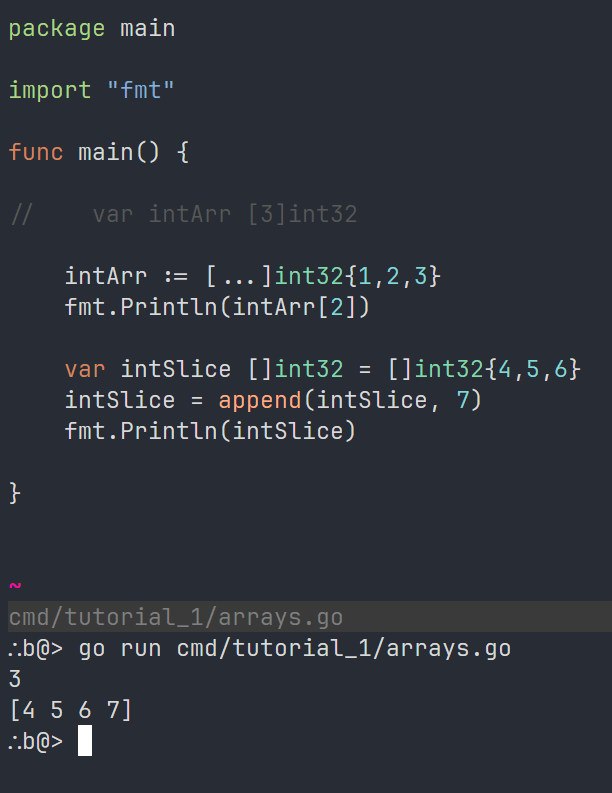 package main
import "fmt"
func main() {
//    var intArr [3]int32
    intArr := [...]int32{1,2,3}
    fmt.Println(intArr[2])
    var intSlice []int32 = []int32{4,5,6}
    intSlice = append(intSlice, 7)
    fmt.Println(intSlice)
}
~
cmd/tutorial_1/arrays.go
∴b@> go run cmd/tutorial_1/arrays.go
3
[4 5 6 7]
∴b@>